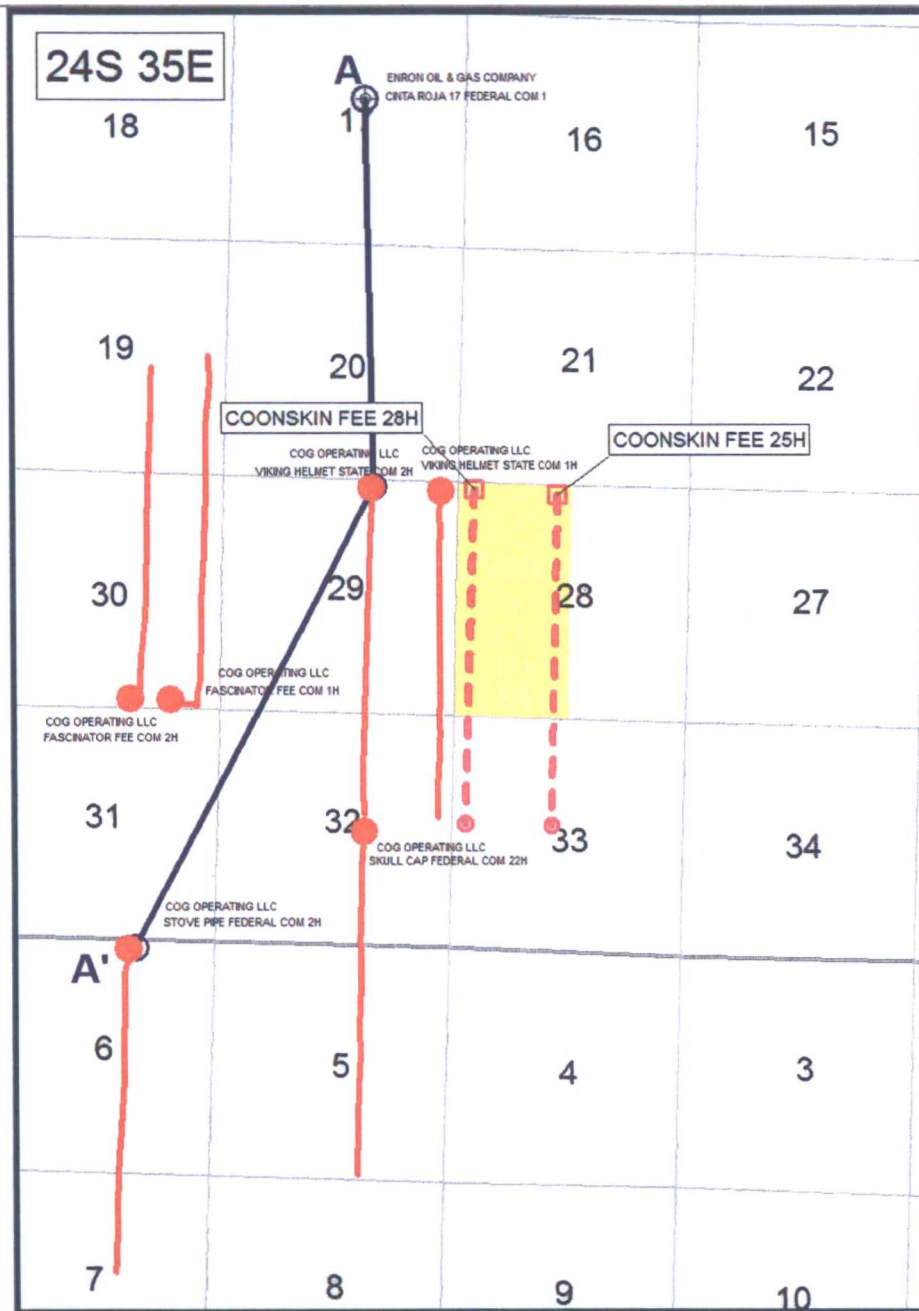 24S 35E
A
ENRON OIL & GAS COMPANY
CINTA ROJA 17 FEDERAL COM 1
18
17
16
15
19
20
21
22
COONSKIN FEE 28H
COONSKIN FEE 25H
COG OPERATING LLC
VIKING HELMET STATE COM 2H
COG OPERATING LLC
VIKING HELMET STATE COM 1H
30
29
28
27
COG OPERATING LLC
FASCINATOR FEE COM 1H
COG OPERATING LLC
FASCINATOR FEE COM 2H
31
32
33
34
COG OPERATING LLC
SKULL CAP FEDERAL COM 22H
COG OPERATING LLC
STOVE PIPE FEDERAL COM 2H
A'
6
5
4
3
7
8
9
10